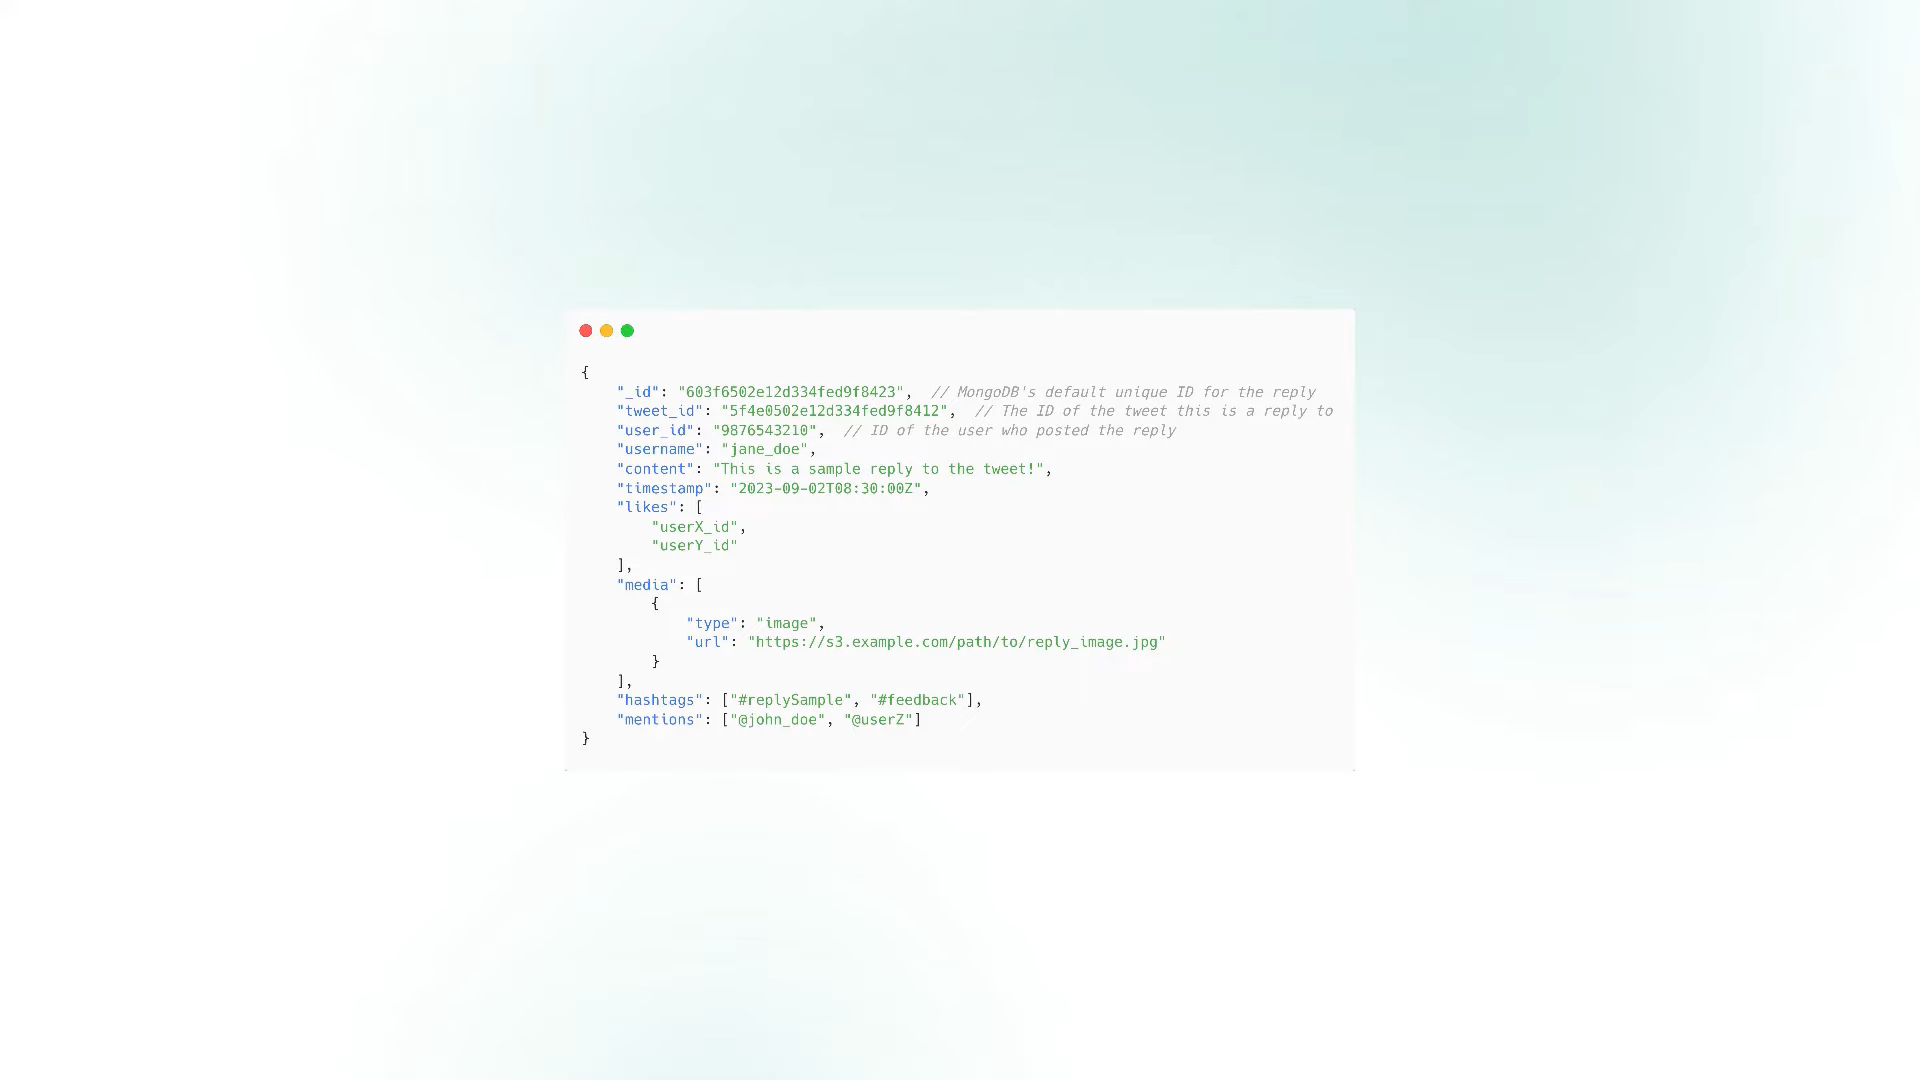 {
    "_id": "603f6502e12d334fed9f8423",  // MongoDB's default unique ID for the reply
    "tweet_id": "5f4e0502e12d334fed9f8412",  // The ID of the tweet this is a reply to
    "user_id": "9876543210",  // ID of the user who posted the reply
    "username": "jane_doe",
    "content": "This is a sample reply to the tweet!",
    "timestamp": "2023-09-02T08:30:00Z",
    "likes": [
        "userX_id",
        "userY_id"
    ],
    "media": [
        {
            "type": "image",
            "url": "https://s3.example.com/path/to/reply_image.jpg"
        }
    ],
    "hashtags": ["#replySample", "#feedback"],
    "mentions": ["@john_doe", "@userZ"]
}